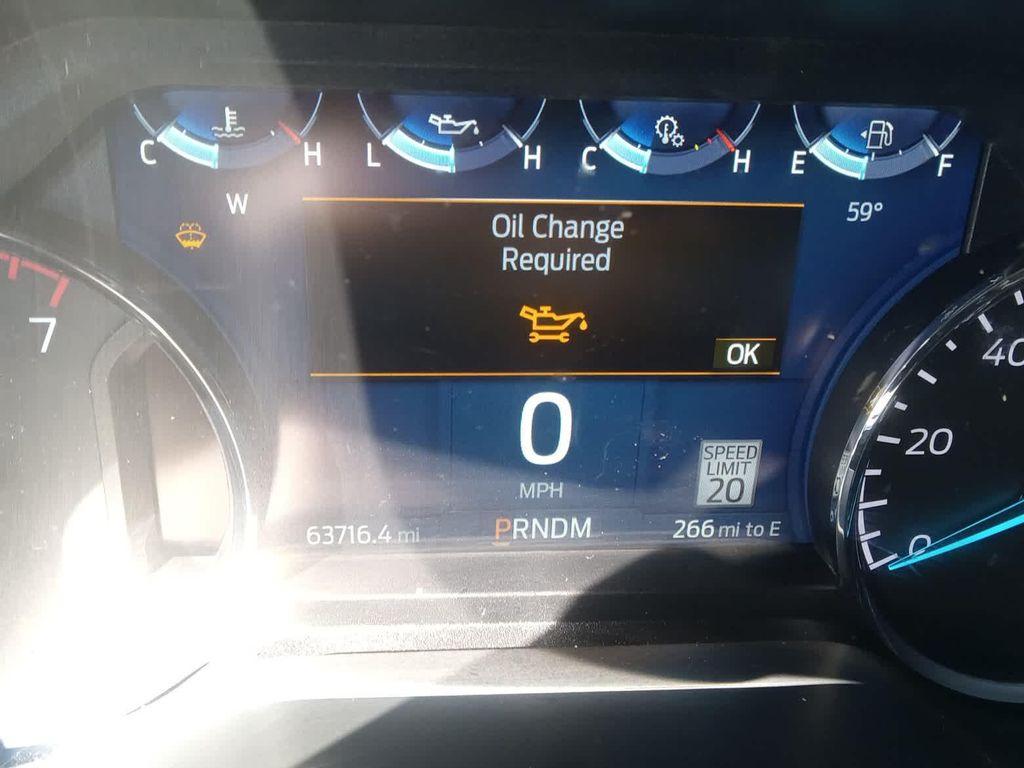 C H L H C H E F
W 59°
Oil Change
Required
7
OK
40
0
20
MPH
SPEED
LIMIT
20
63716.4 mi PRNDM 266 mi to E
0